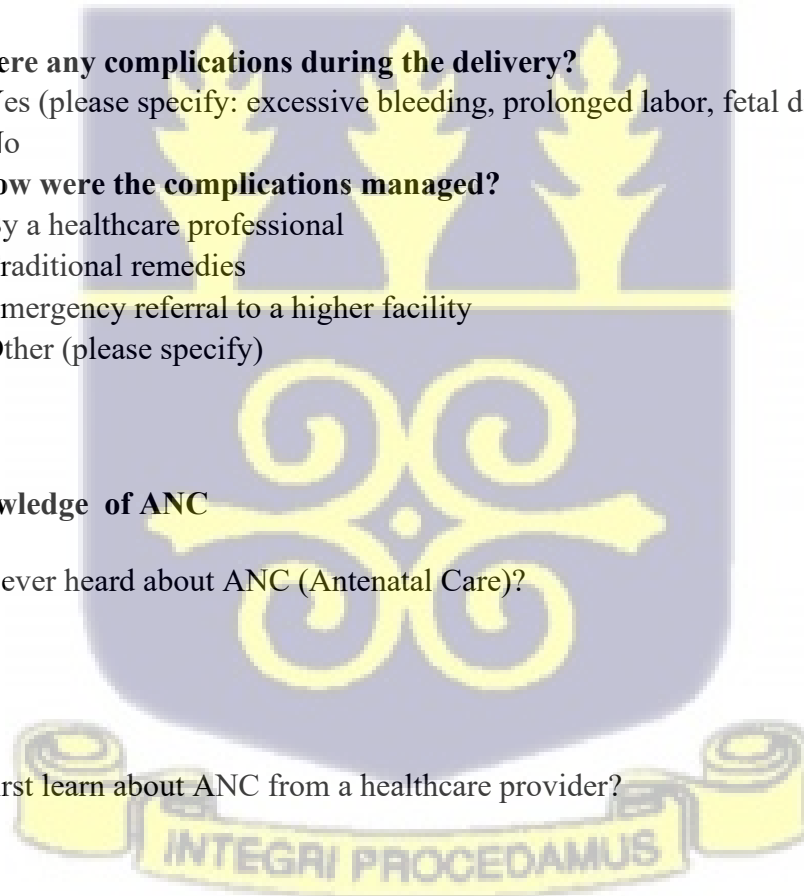 ere any complications during the delivery?
Yes (please specify: excessive bleeding, prolonged labor, fetal d
No
ow were the complications managed?
y a healthcare professional
raditional remedies
mergency referral to a higher facility
Other (please specify)
wledge  of ANC
ever heard about ANC (Antenatal Care)?
rst learn about ANC from a healthcare provider?
INTEGRI PROCEDAMUS